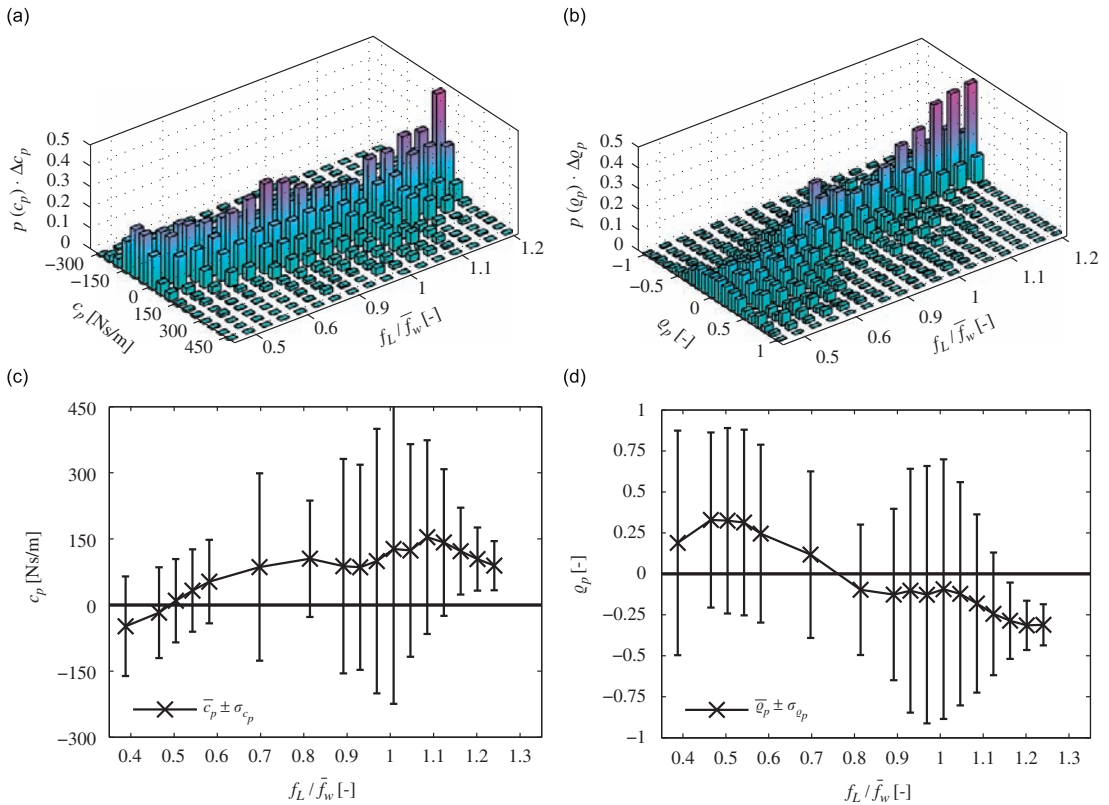 (a)
(b)
p (c_p) · Δc_p
0.5
0.4
0.3
0.2
0.1
0
−300
−150
0
150
300
450
c_p [Ns/m]
0.5
0.6
0.9
1
1.1
1.2
f_L / f̄_w [-]
p (ϱ_p) · Δϱ_p
0.5
0.4
0.3
0.2
0.1
0
−1
−0.5
0
0.5
1
ϱ_p [-]
0.5
0.6
0.9
1
1.1
1.2
f_L / f̄_w [-]
(c)
(d)
450
300
150
0
−150
−300
c_p [Ns/m]
c̄_p ± σ_{c_p}
0.4 0.5 0.6 0.7 0.8 0.9 1 1.1 1.2 1.3
f_L / f̄_w [-]
1
0.75
0.5
0.25
0
−0.25
−0.5
−0.75
−1
ϱ_p [-]
ϱ̄_p ± σ_{ϱ_p}
0.4 0.5 0.6 0.7 0.8 0.9 1 1.1 1.2 1.3
f_L / f̄_w [-]